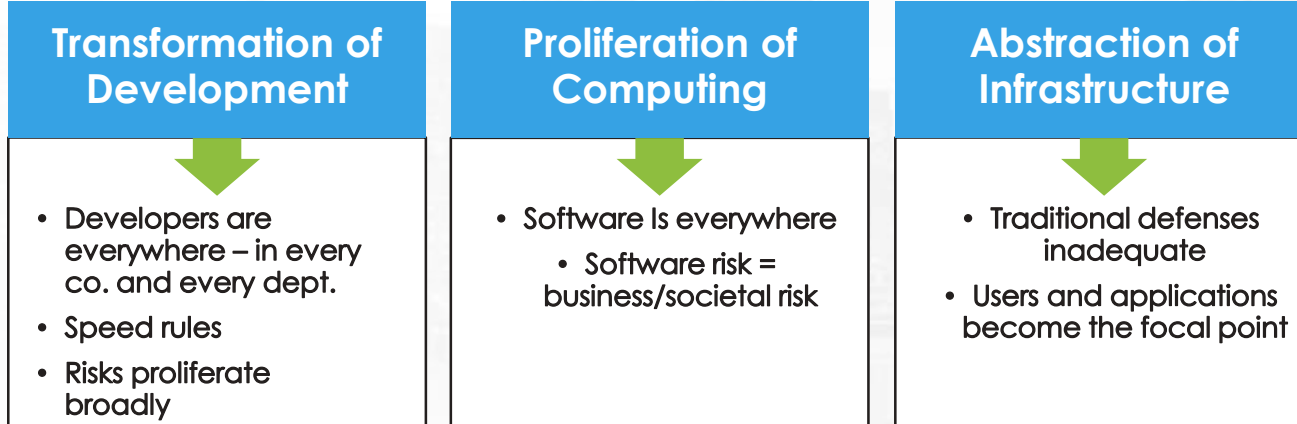 Transformation of
Development
• Developers are
everywhere – in every
co. and every dept.
• Speed rules
• Risks proliferate
broadly
Proliferation of
Computing
• Software Is everywhere
• Software risk =
business/societal risk
Abstraction of
Infrastructure
• Traditional defenses
inadequate
• Users and applications
become the focal point